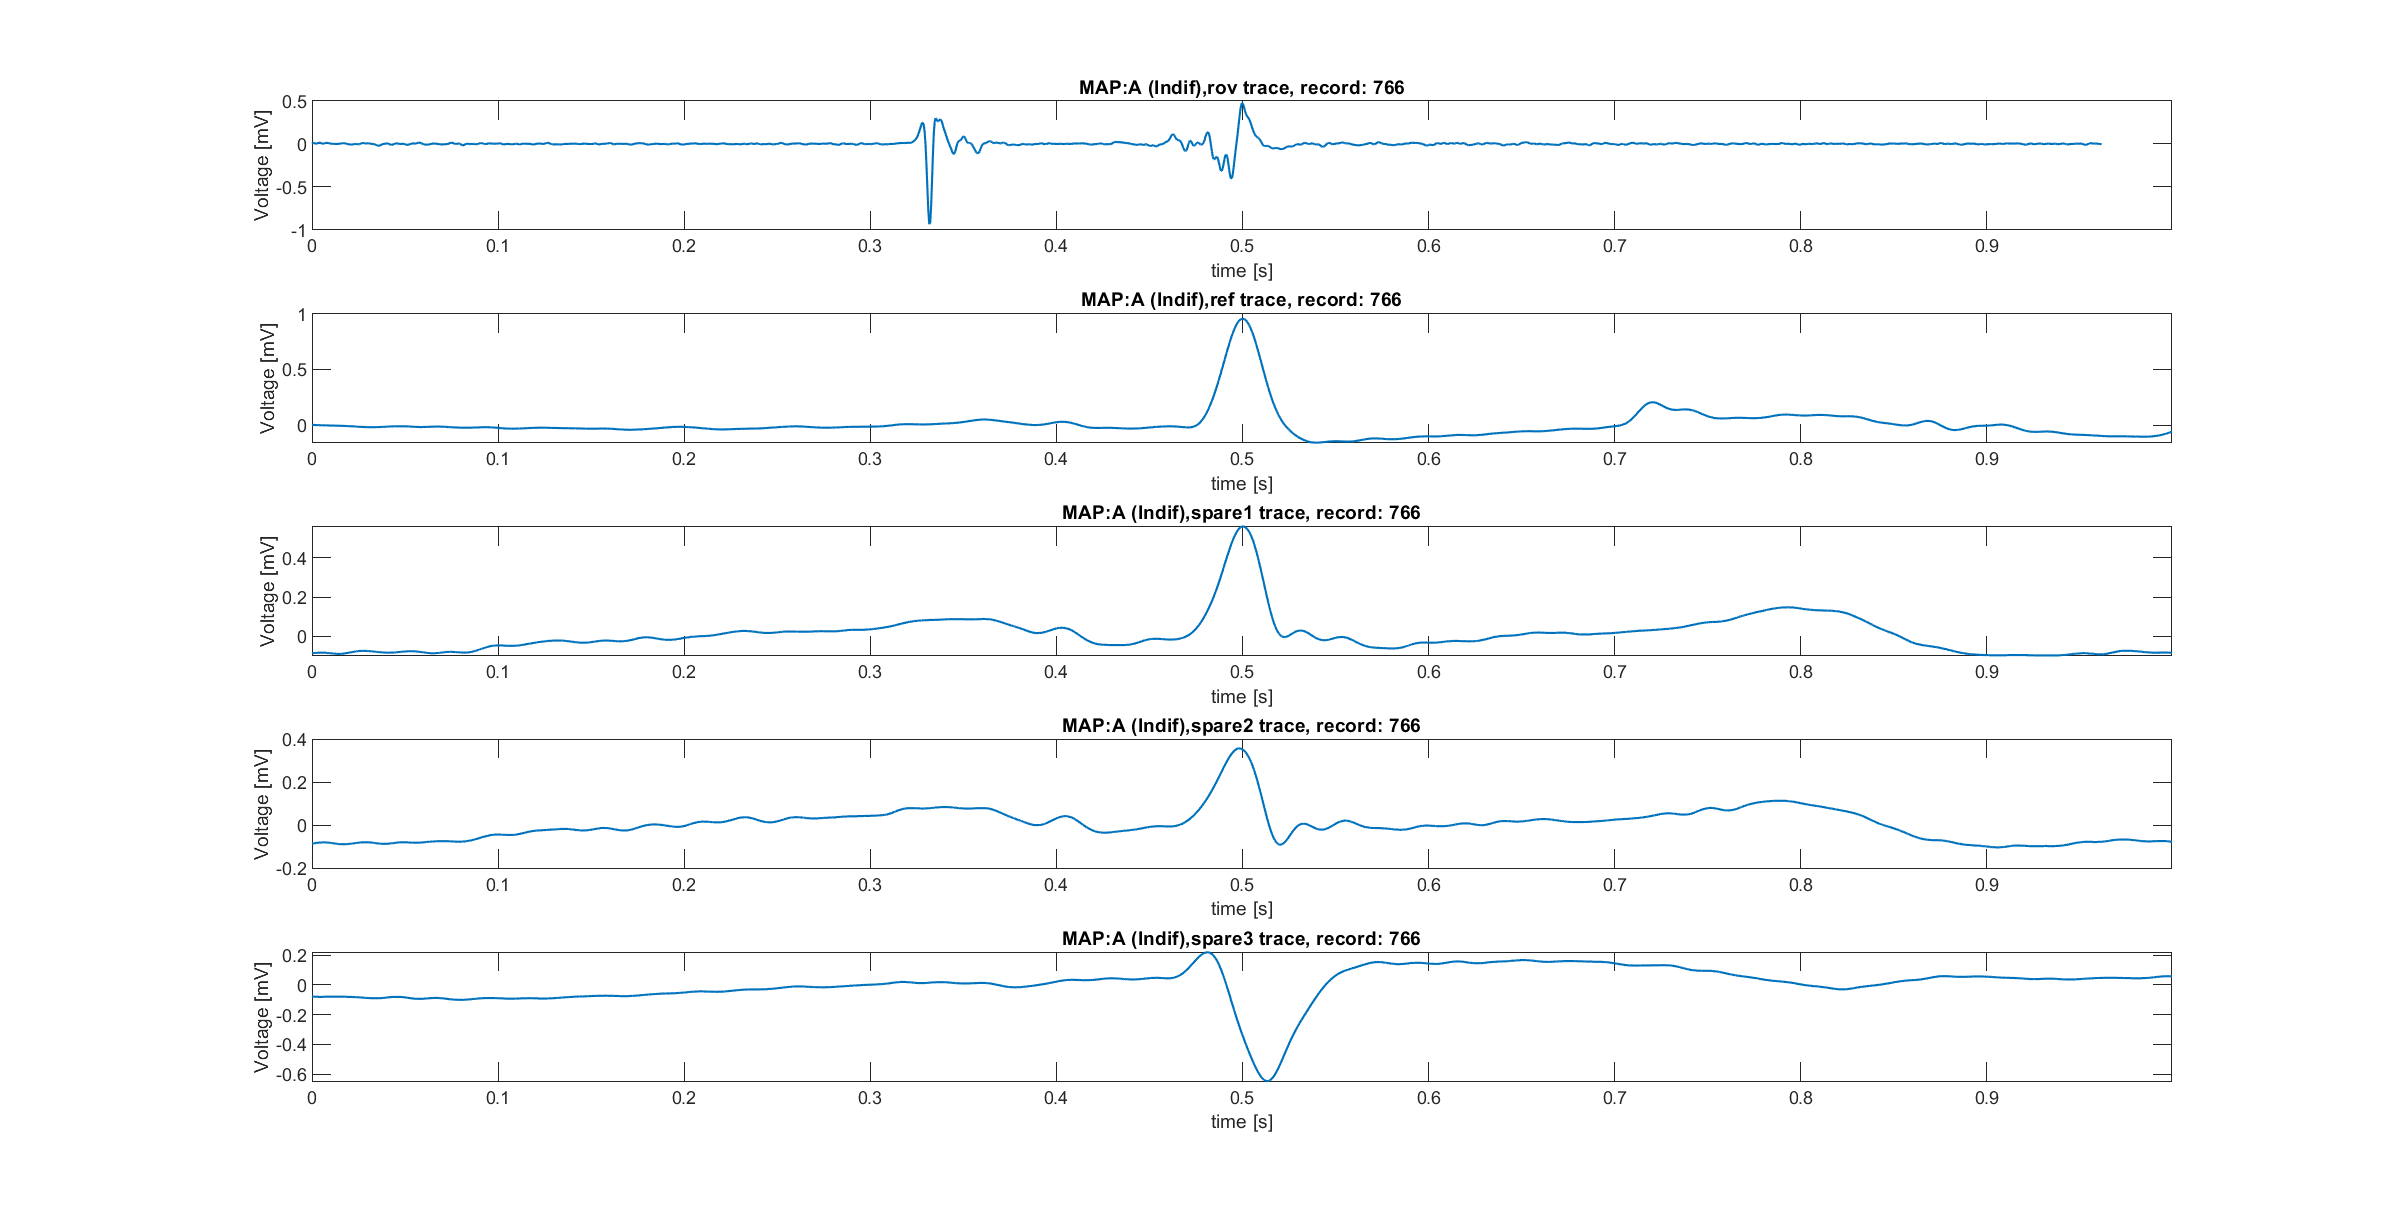 MAP:A (Indif),rov trace, record: 766
Voltage [mV]
0.5
0
-0.5
-1
0 0.1 0.2 0.3 0.4 0.5 0.6 0.7 0.8 0.9
time [s]
MAP:A (Indif),ref trace, record: 766
Voltage [mV]
1
0.5
0
0 0.1 0.2 0.3 0.4 0.5 0.6 0.7 0.8 0.9
time [s]
MAP:A (Indif),spare1 trace, record: 766
Voltage [mV]
0.4
0.2
0
0 0.1 0.2 0.3 0.4 0.5 0.6 0.7 0.8 0.9
time [s]
MAP:A (Indif),spare2 trace, record: 766
Voltage [mV]
0.4
0.2
0
-0.2
0 0.1 0.2 0.3 0.4 0.5 0.6 0.7 0.8 0.9
time [s]
MAP:A (Indif),spare3 trace, record: 766
Voltage [mV]
0.2
0
-0.2
-0.4
-0.6
0 0.1 0.2 0.3 0.4 0.5 0.6 0.7 0.8 0.9
time [s]